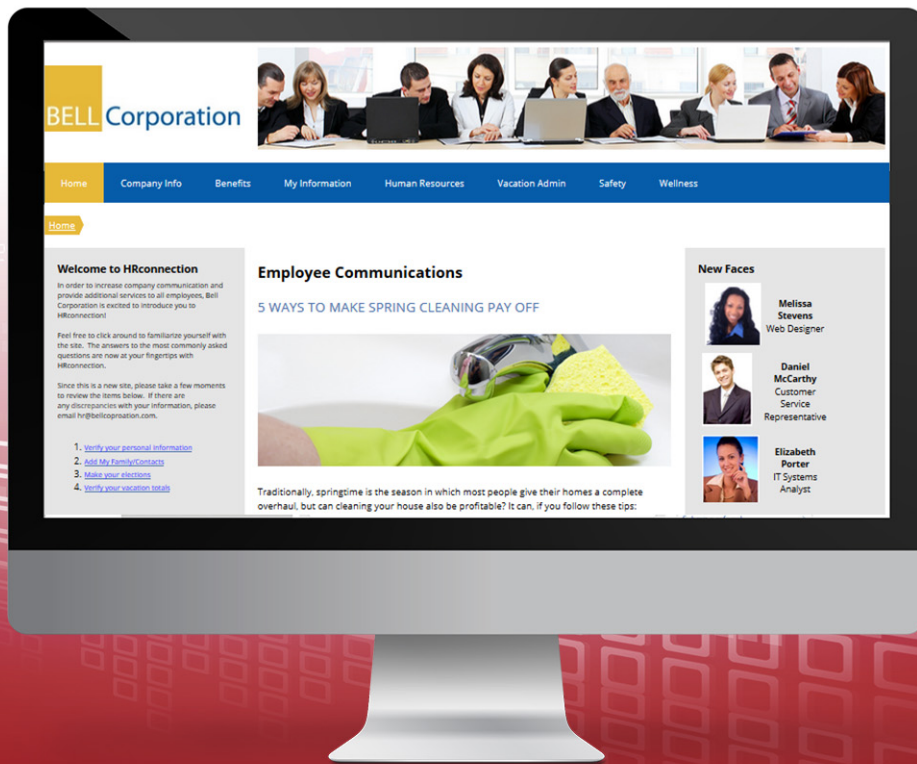 BELL Corporation
Home Company Info Benefits My Information Human Resources Vacation Admin Safety Wellness
Home
Welcome to HRconnection
In order to increase company communication and
provide additional services to all employees, Bell
Corporation is excited to introduce you to
HRconnection!
Feel free to click around to familiarize yourself with
the site. The answers to the most commonly asked
questions are now at your fingertips with
HRconnection.
Since this is a new site, please take a few moments
to review the items below. If there are
any discrepancies with your information, please
email hr@bellcoproation.com.
1. Verify your personal information
2. Add My Family/Contacts
3. Make your elections
4. Verify your vacation totals
Employee Communications
5 WAYS TO MAKE SPRING CLEANING PAY OFF
Traditionally, springtime is the season in which most people give their homes a complete
overhaul, but can cleaning your house also be profitable? It can, if you follow these tips:
New Faces
Melissa
Stevens
Web Designer
Daniel
McCarthy
Customer
Service
Representative
Elizabeth
Porter
IT Systems
Analyst